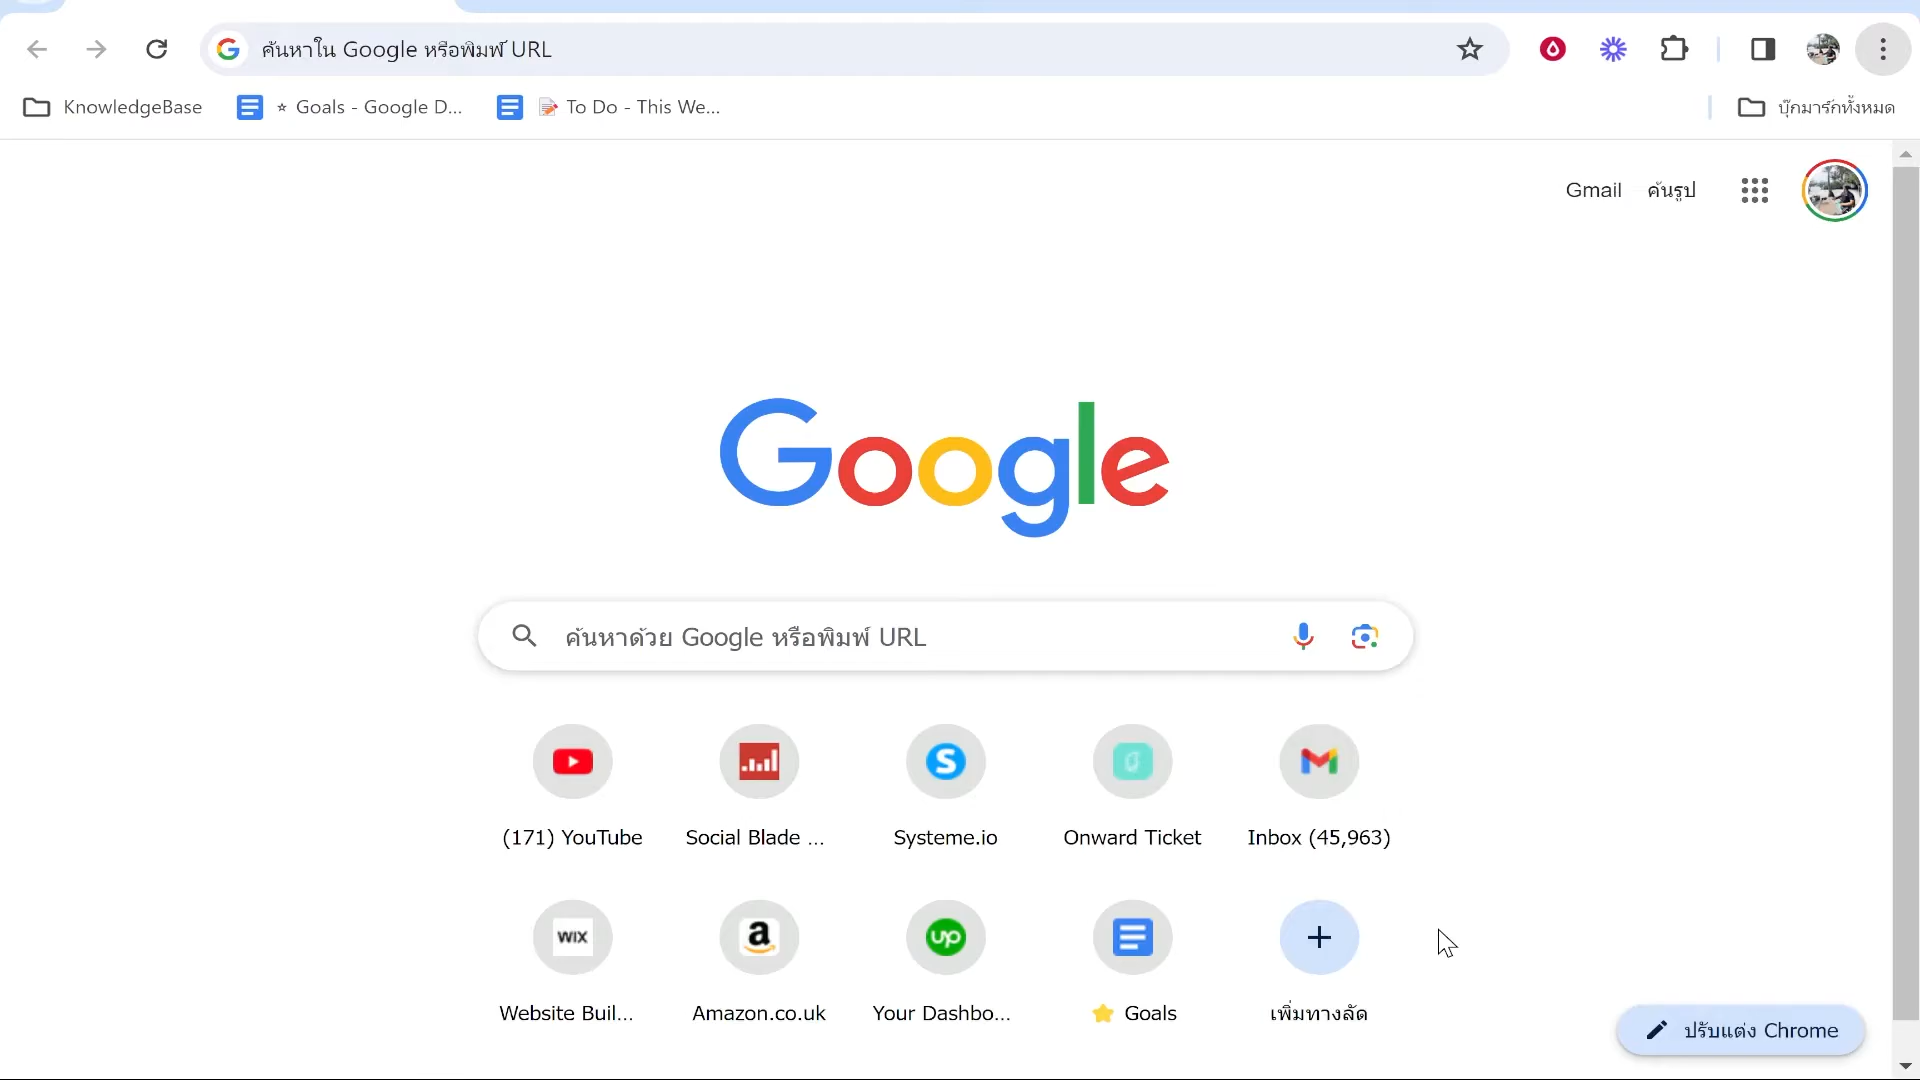 ค้นหาใน Google หรือพิมพ์ URL
KnowledgeBase
⭐ Goals - Google D...
📝 To Do - This We...
บุ๊กมาร์กทั้งหมด
Gmail
ค้นรูป
Google
ค้นหาด้วย Google หรือพิมพ์ URL
(171) YouTube
Social Blade ...
Systeme.io
Onward Ticket
Inbox (45,963)
WIX
Website Buil...
Amazon.co.uk
up
Your Dashbo...
⭐ Goals
เพิ่มทางลัด
ปรับแต่ง Chrome